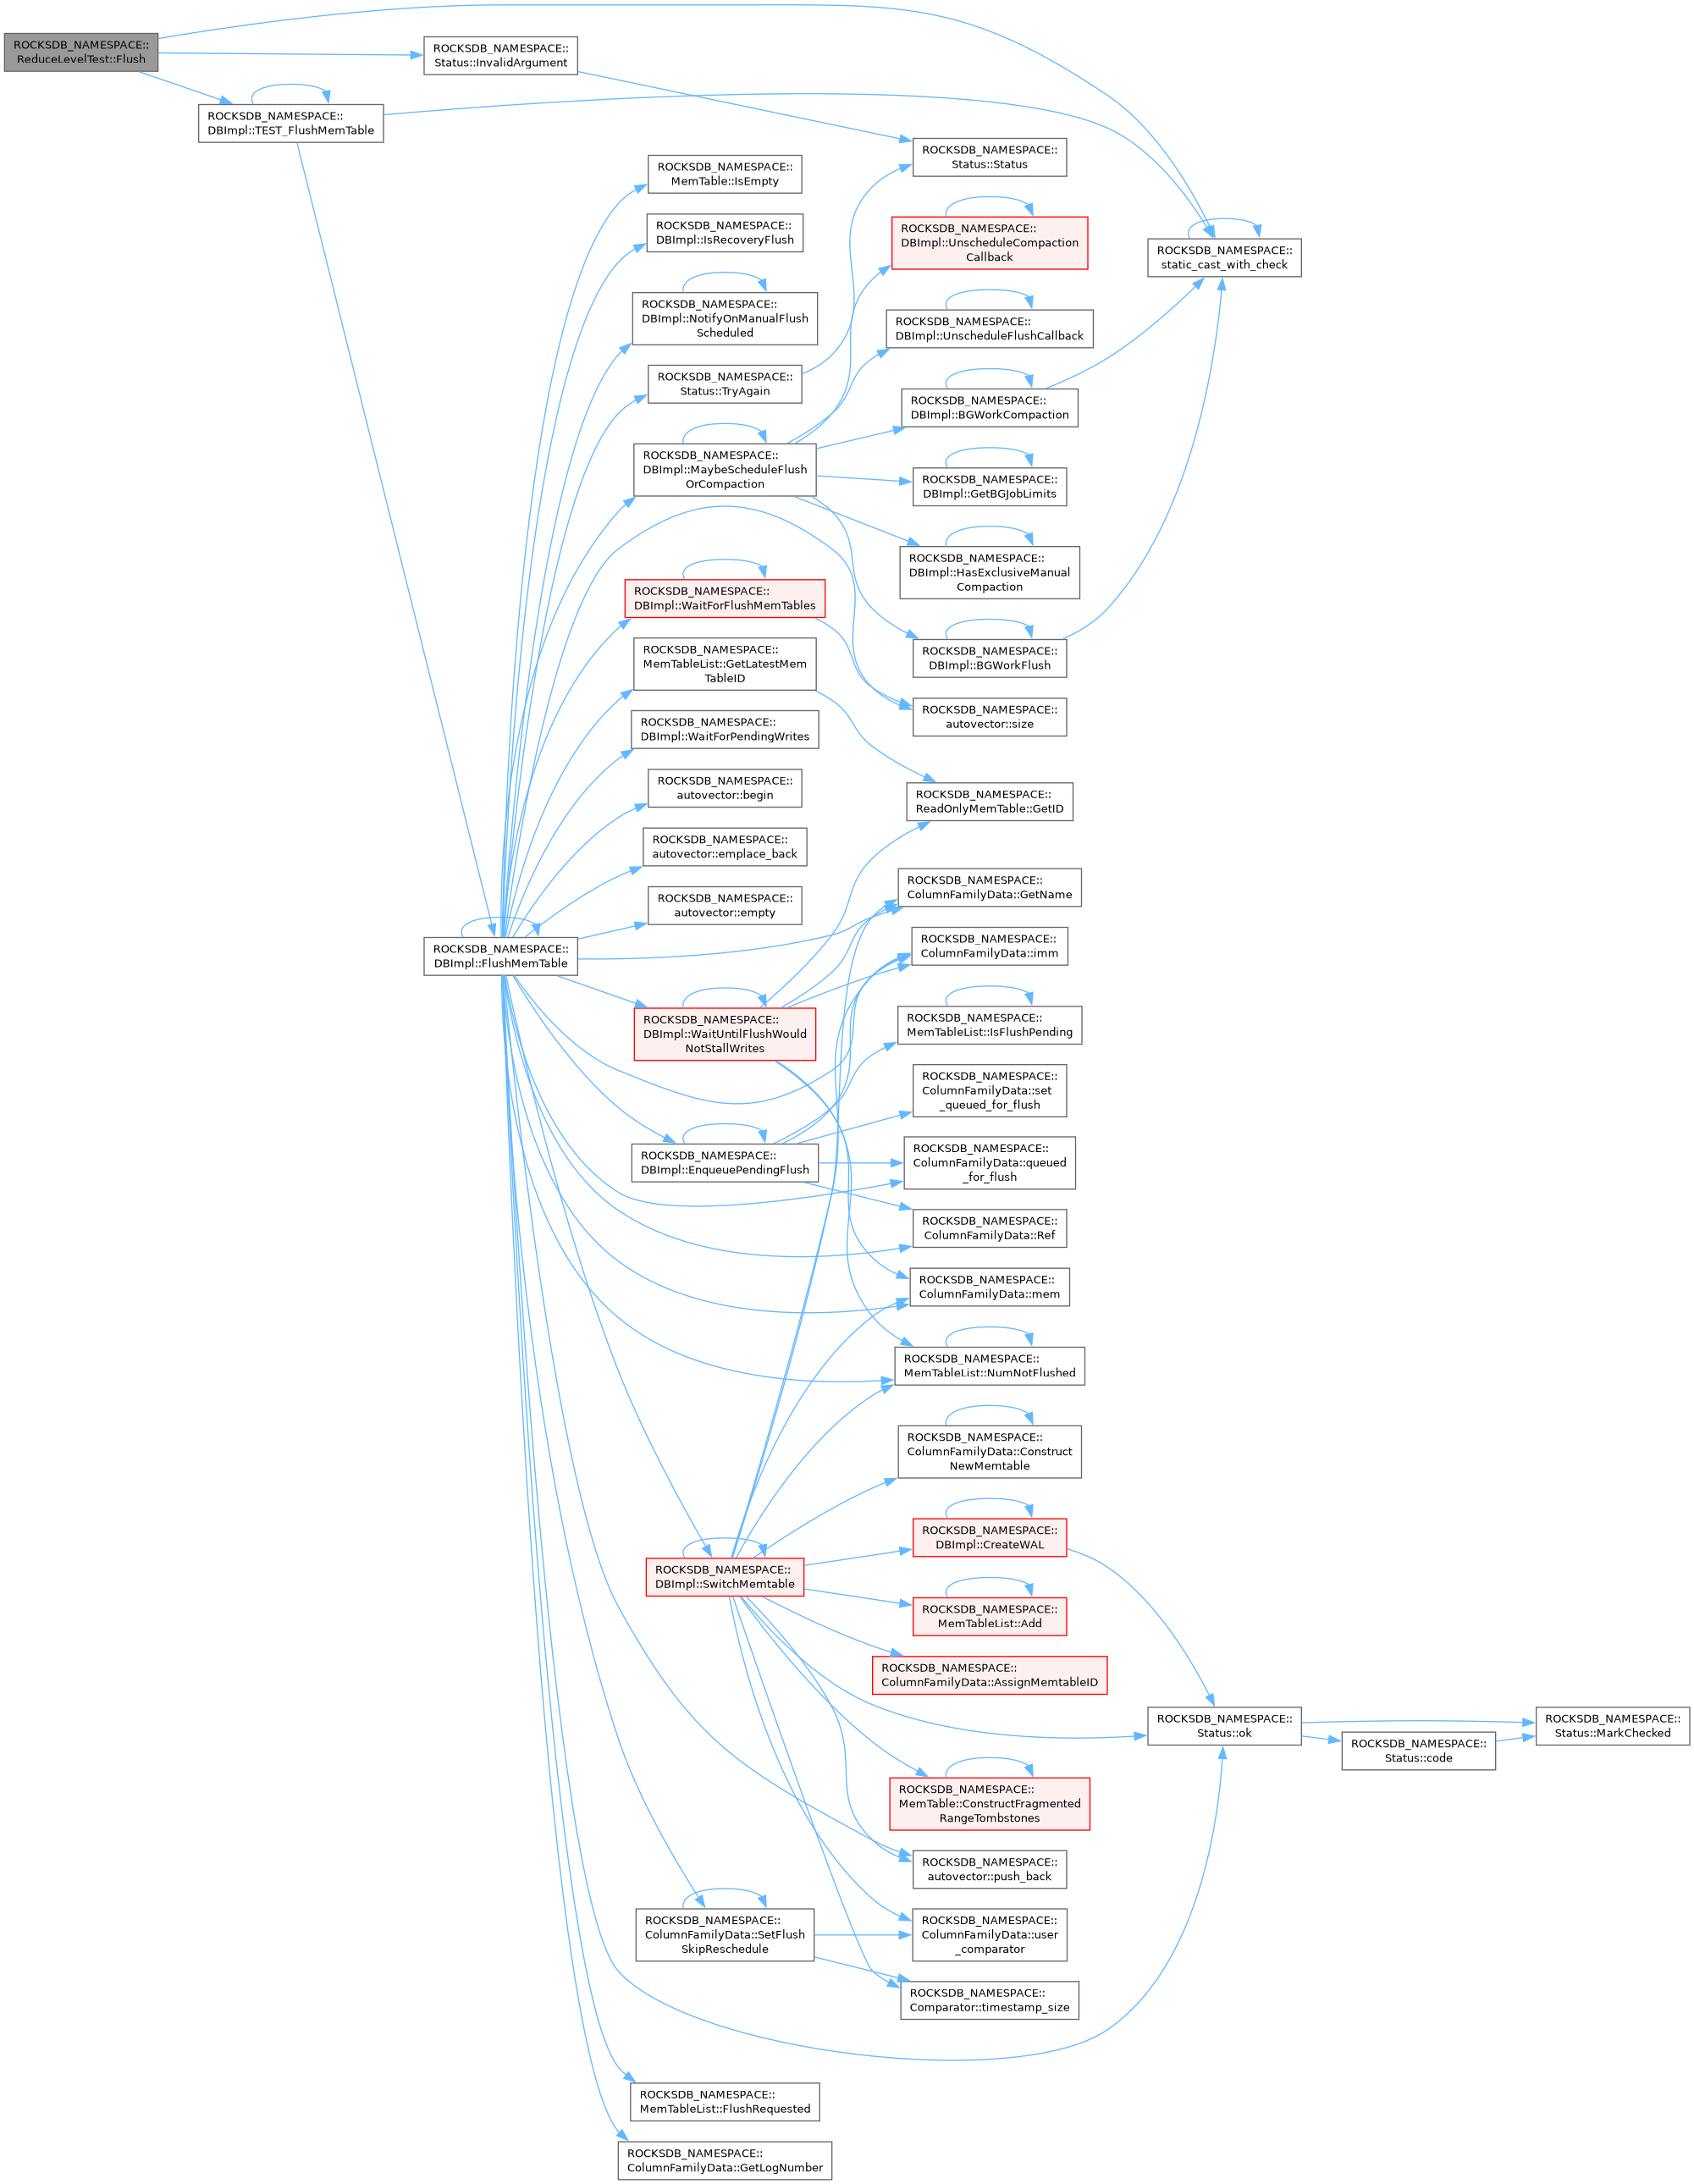 ROCKSDB_NAMESPACE::
ReduceLevelTest::Flush
ROCKSDB_NAMESPACE::
Status::InvalidArgument
ROCKSDB_NAMESPACE::
DBImpl::TEST_FlushMemTable
ROCKSDB_NAMESPACE::
Status::Status
ROCKSDB_NAMESPACE::
MemTable::IsEmpty
ROCKSDB_NAMESPACE::
DBImpl::IsRecoveryFlush
ROCKSDB_NAMESPACE::
DBImpl::UnscheduleCompaction
Callback
ROCKSDB_NAMESPACE::
static_cast_with_check
ROCKSDB_NAMESPACE::
DBImpl::NotifyOnManualFlush
Scheduled
ROCKSDB_NAMESPACE::
DBImpl::UnscheduleFlushCallback
ROCKSDB_NAMESPACE::
Status::TryAgain
ROCKSDB_NAMESPACE::
DBImpl::BGWorkCompaction
ROCKSDB_NAMESPACE::
DBImpl::MaybeScheduleFlush
OrCompaction
ROCKSDB_NAMESPACE::
DBImpl::GetBGJobLimits
ROCKSDB_NAMESPACE::
DBImpl::HasExclusiveManual
Compaction
ROCKSDB_NAMESPACE::
DBImpl::WaitForFlushMemTables
ROCKSDB_NAMESPACE::
DBImpl::BGWorkFlush
ROCKSDB_NAMESPACE::
MemTableList::GetLatestMem
TableID
ROCKSDB_NAMESPACE::
autovector::size
ROCKSDB_NAMESPACE::
DBImpl::WaitForPendingWrites
ROCKSDB_NAMESPACE::
autovector::begin
ROCKSDB_NAMESPACE::
ReadOnlyMemTable::GetID
ROCKSDB_NAMESPACE::
autovector::emplace_back
ROCKSDB_NAMESPACE::
autovector::empty
ROCKSDB_NAMESPACE::
ColumnFamilyData::GetName
ROCKSDB_NAMESPACE::
DBImpl::FlushMemTable
ROCKSDB_NAMESPACE::
ColumnFamilyData::imm
ROCKSDB_NAMESPACE::
DBImpl::WaitUntilFlushWould
NotStallWrites
ROCKSDB_NAMESPACE::
MemTableList::IsFlushPending
ROCKSDB_NAMESPACE::
ColumnFamilyData::set
_queued_for_flush
ROCKSDB_NAMESPACE::
DBImpl::EnqueuePendingFlush
ROCKSDB_NAMESPACE::
ColumnFamilyData::queued
_for_flush
ROCKSDB_NAMESPACE::
ColumnFamilyData::Ref
ROCKSDB_NAMESPACE::
ColumnFamilyData::mem
ROCKSDB_NAMESPACE::
MemTableList::NumNotFlushed
ROCKSDB_NAMESPACE::
ColumnFamilyData::Construct
NewMemtable
ROCKSDB_NAMESPACE::
DBImpl::CreateWAL
ROCKSDB_NAMESPACE::
DBImpl::SwitchMemtable
ROCKSDB_NAMESPACE::
MemTableList::Add
ROCKSDB_NAMESPACE::
ColumnFamilyData::AssignMemtableID
ROCKSDB_NAMESPACE::
Status::ok
ROCKSDB_NAMESPACE::
Status::code
ROCKSDB_NAMESPACE::
Status::MarkChecked
ROCKSDB_NAMESPACE::
MemTable::ConstructFragmented
RangeTombstones
ROCKSDB_NAMESPACE::
autovector::push_back
ROCKSDB_NAMESPACE::
ColumnFamilyData::SetFlush
SkipReschedule
ROCKSDB_NAMESPACE::
ColumnFamilyData::user
_comparator
ROCKSDB_NAMESPACE::
Comparator::timestamp_size
ROCKSDB_NAMESPACE::
MemTableList::FlushRequested
ROCKSDB_NAMESPACE::
ColumnFamilyData::GetLogNumber